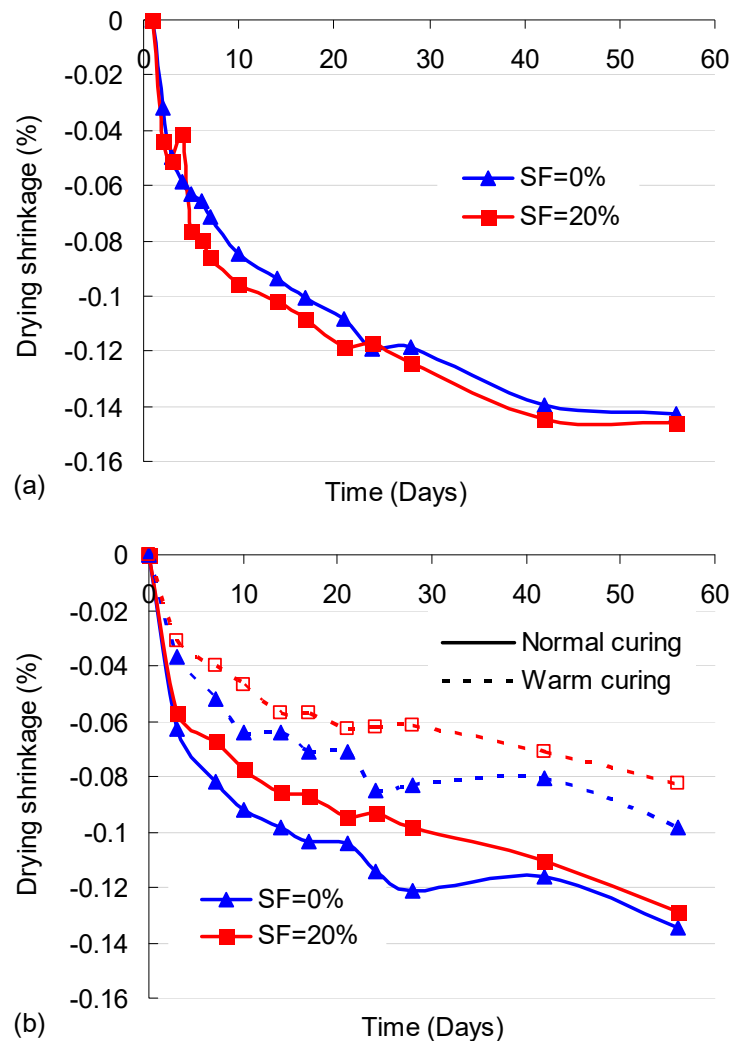 0
0 10 20 30 40 50 60
-0.02
-0.04
-0.06
-0.08
-0.1
-0.12
-0.14
-0.16
Drying shrinkage (%)
SF=0%
SF=20%
(a)
Time (Days)
0
0 10 20 30 40 50 60
-0.02
-0.04
-0.06
-0.08
-0.1
-0.12
-0.14
-0.16
Drying shrinkage (%)
Normal curing
Warm curing
SF=0%
SF=20%
(b)
Time (Days)